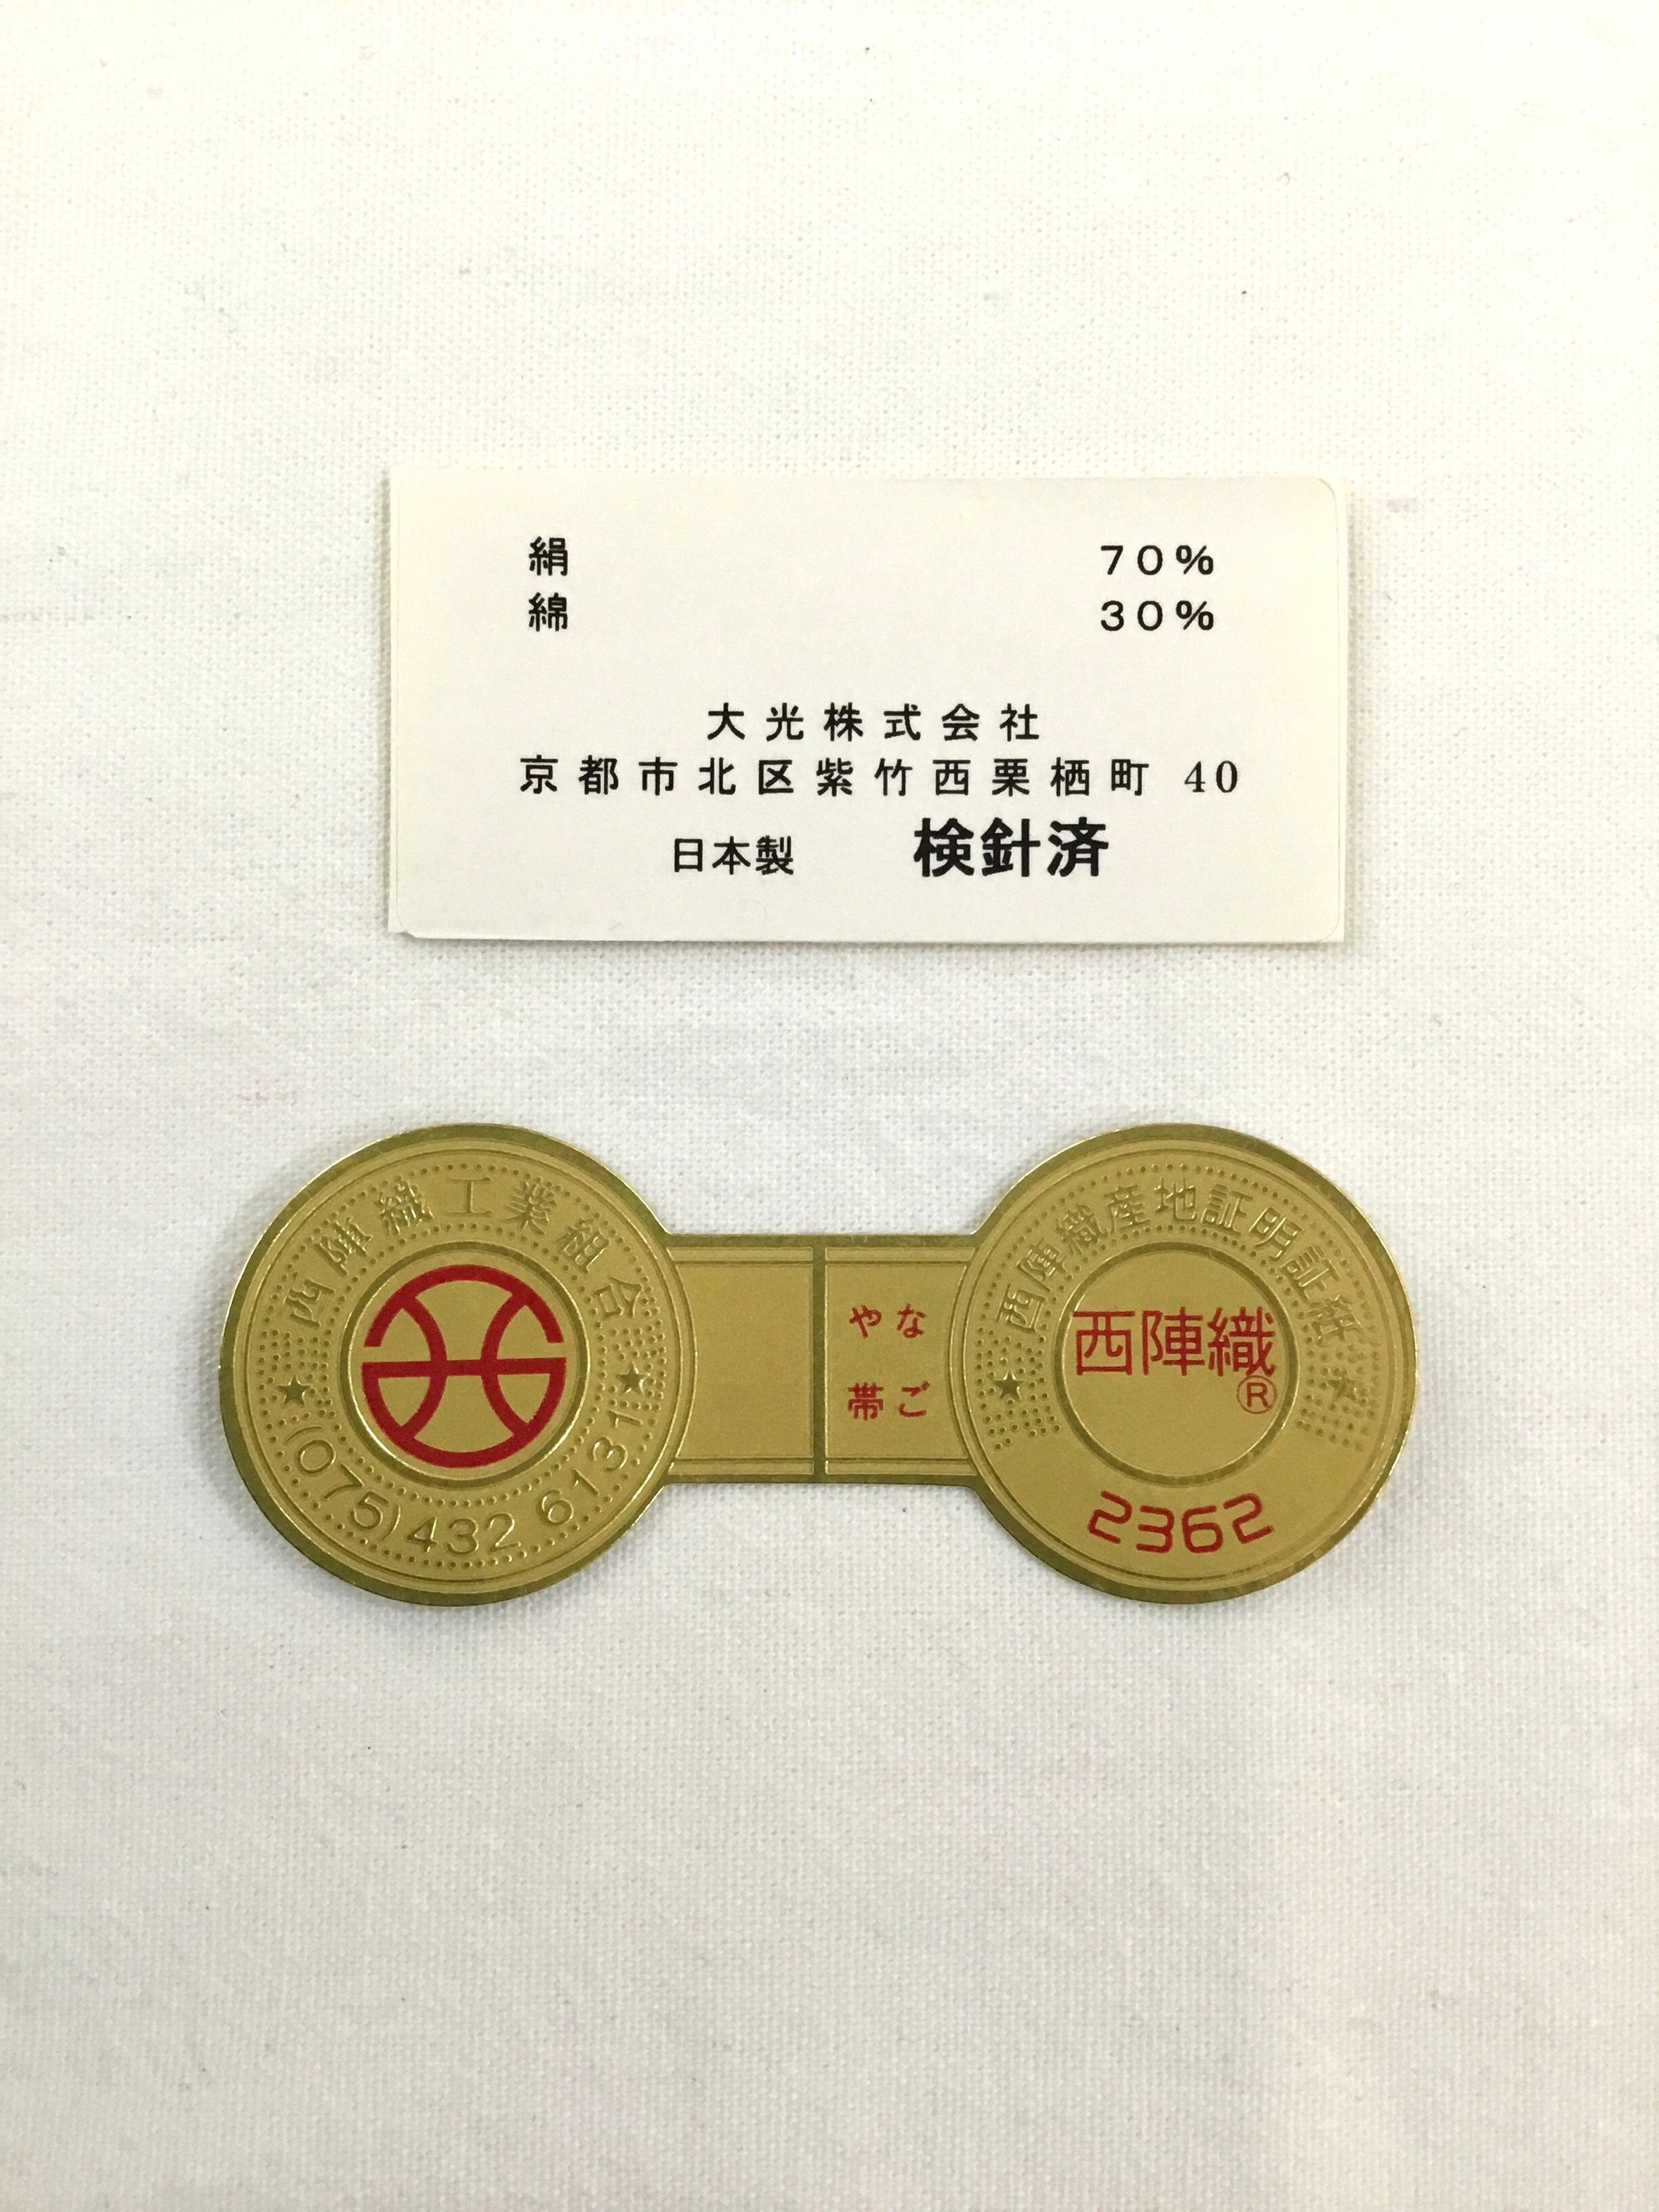 絹 70%
綿 30%
大光株式会社
京都市北区紫竹西栗栖町 40
日本製 検針済
西陣織工業組合
(075)432 6131
なご
や帯
西陣織産地証明証紙
西陣織®
2362